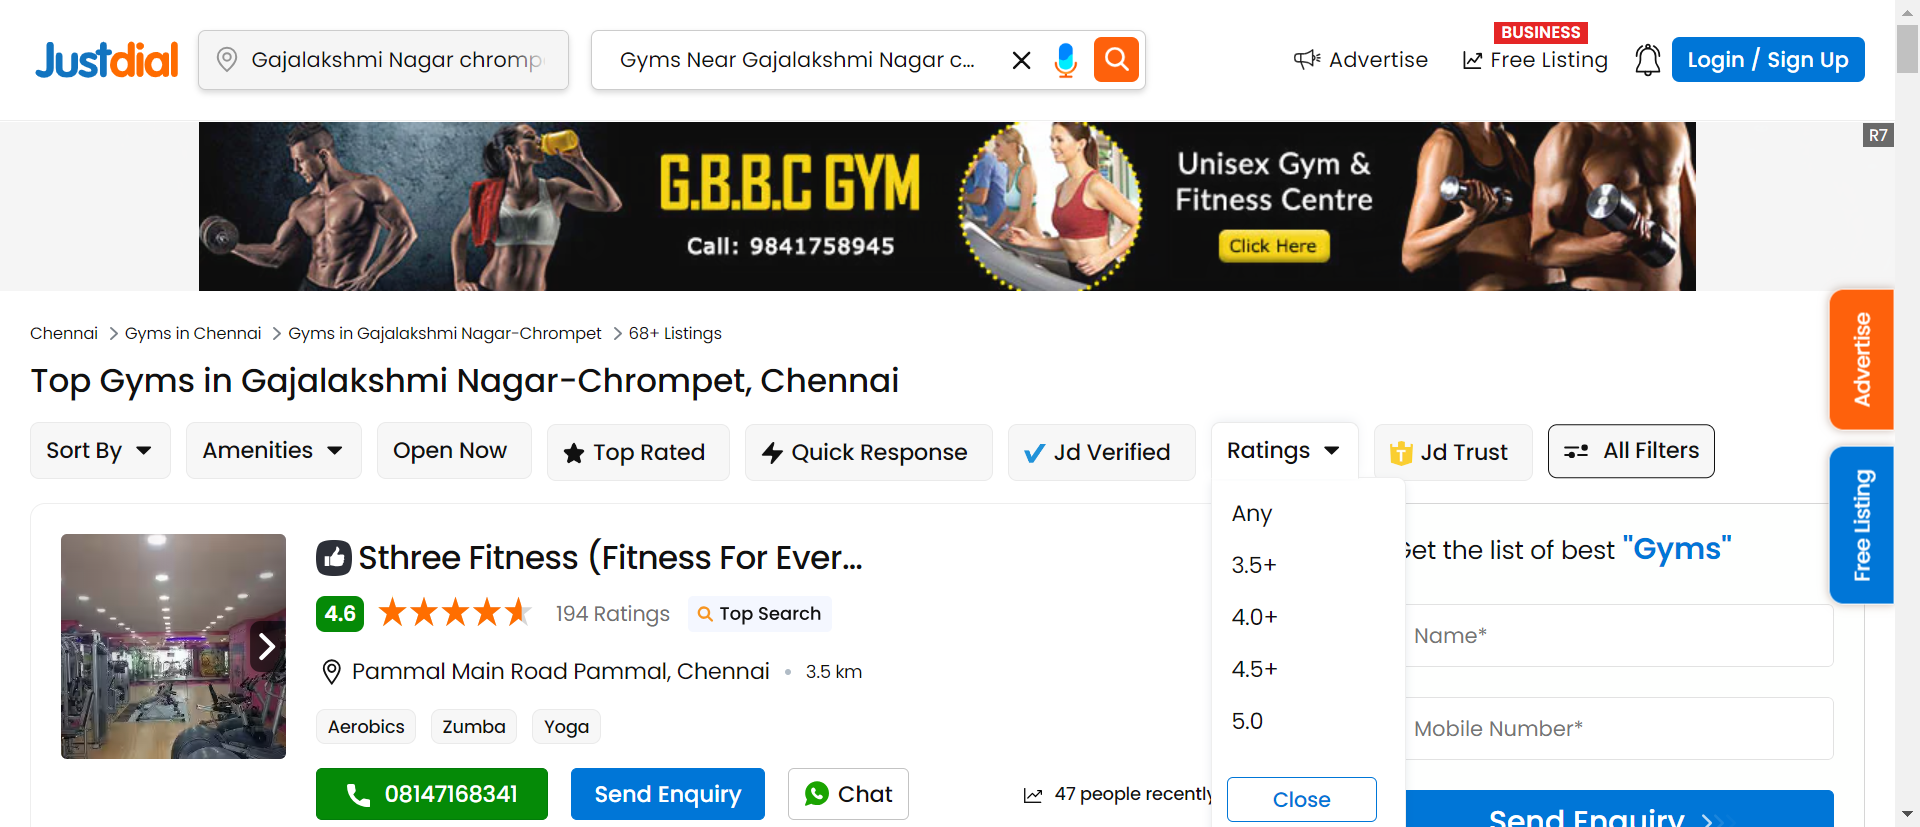 Justdial
Gajalakshmi Nagar chromp
Gyms Near Gajalakshmi Nagar c...
Advertise
BUSINESS
Free Listing
Login / Sign Up
G.B.B.C GYM
Call: 9841758945
Unisex Gym &
Fitness Centre
Click Here
R7
Chennai
Gyms in Chennai
Gyms in Gajalakshmi Nagar-Chrompet
68+ Listings
Top Gyms in Gajalakshmi Nagar-Chrompet, Chennai
Sort By
Amenities
Open Now
Top Rated
Quick Response
Jd Verified
Ratings
Jd Trust
All Filters
Any
3.5+
4.0+
4.5+
5.0
Close
Sthree Fitness (Fitness For Ever...
4.6
194 Ratings
Top Search
Pammal Main Road Pammal, Chennai
3.5 km
Aerobics
Zumba
Yoga
08147168341
Send Enquiry
Chat
47 people recently
Get the list of best "Gyms"
Name*
Mobile Number*
Send Enquiry
Advertise
Free Listing